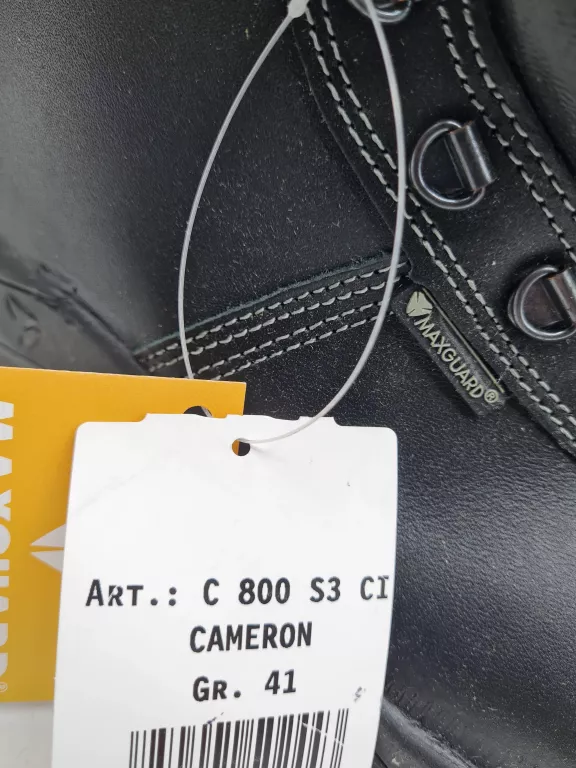 MAXGUARD®
MAXGUARD®
ART.: C 800 S3 CI
CAMERON
GR. 41